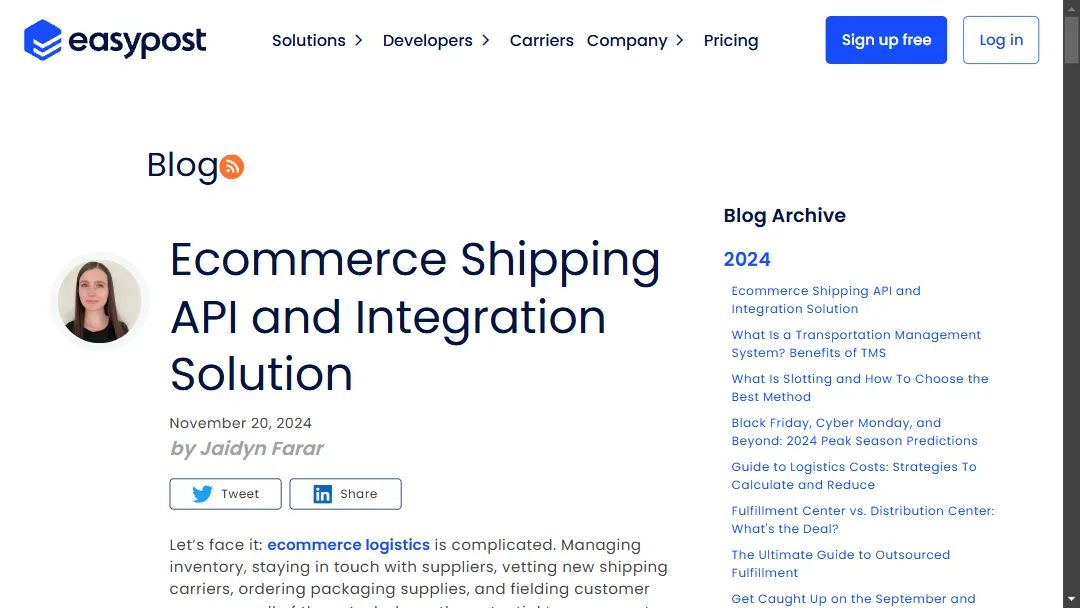 easypost
Solutions
Developers
Carriers
Company
Pricing
Sign up free
Log in
Blog
Ecommerce Shipping
API and Integration
Solution
November 20, 2024
by Jaidyn Farar
Tweet
Share
Let’s face it: ecommerce logistics is complicated. Managing
inventory, staying in touch with suppliers, vetting new shipping
carriers, ordering packaging supplies, and fielding customer
Blog Archive
2024
Ecommerce Shipping API and
Integration Solution
What Is a Transportation Management
System? Benefits of TMS
What Is Slotting and How To Choose the
Best Method
Black Friday, Cyber Monday, and
Beyond: 2024 Peak Season Predictions
Guide to Logistics Costs: Strategies To
Calculate and Reduce
Fulfillment Center vs. Distribution Center:
What's the Deal?
The Ultimate Guide to Outsourced
Fulfillment
Get Caught Up on the September and